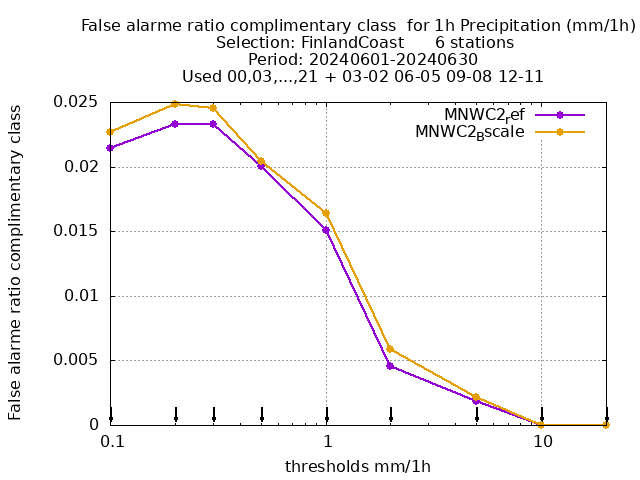 False alarme ratio complimentary class  for 1h Precipitation (mm/1h)
Selection: FinlandCoast      6 stations
Period: 20240601-20240630
Used 00,03,...,21 + 03-02 06-05 09-08 12-11
MNWC2_ref
MNWC2_Bscale
False alarme ratio complimentary class
0.025
0.02
0.015
0.01
0.005
0
0.1
1
10
thresholds mm/1h